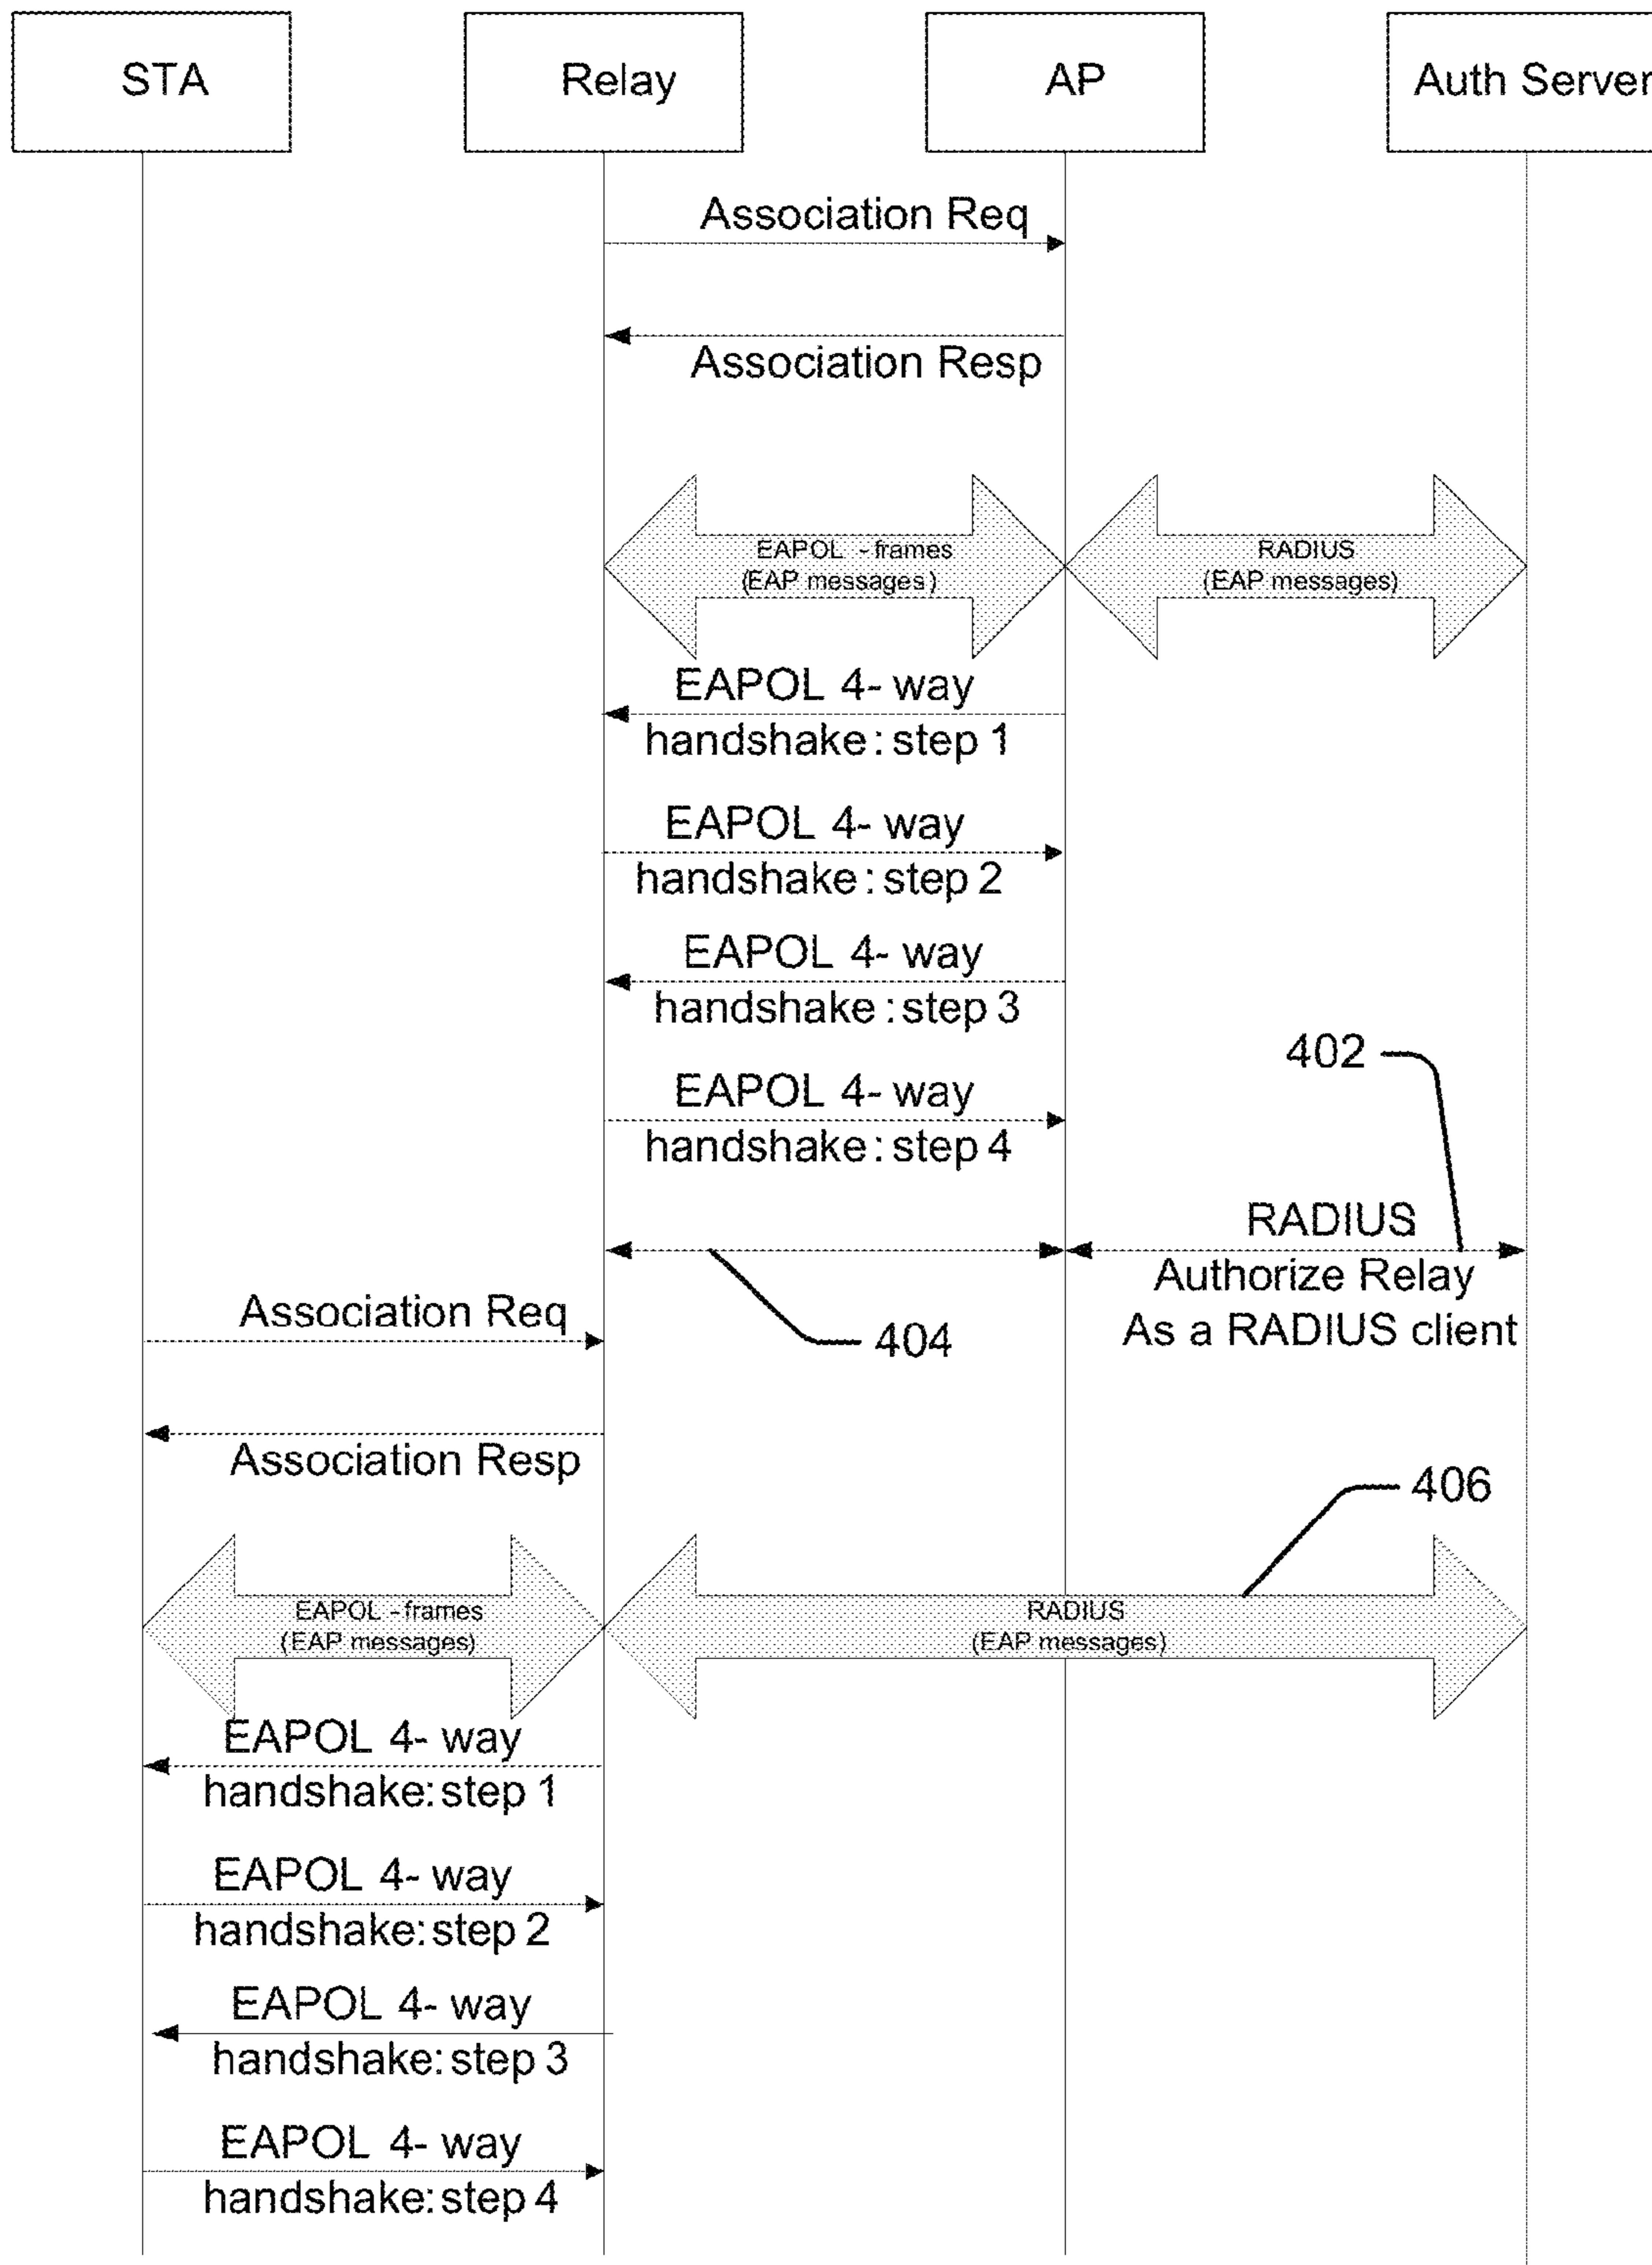 STA
Relay
AP
Auth Server
Association Req
Association Resp
EAPOL - frames
(EAP messages)
RADIUS
(EAP messages)
EAPOL 4- way
handshake: step 1
EAPOL 4- way
handshake: step 2
EAPOL 4- way
handshake: step 3
402
EAPOL 4- way
handshake: step 4
RADIUS
Authorize Relay
As a RADIUS client
404
Association Req
Association Resp
406
EAPOL - frames
(EAP messages)
RADIUS
(EAP messages)
EAPOL 4- way
handshake: step 1
EAPOL 4- way
handshake: step 2
EAPOL 4- way
handshake: step 3
EAPOL 4- way
handshake: step 4